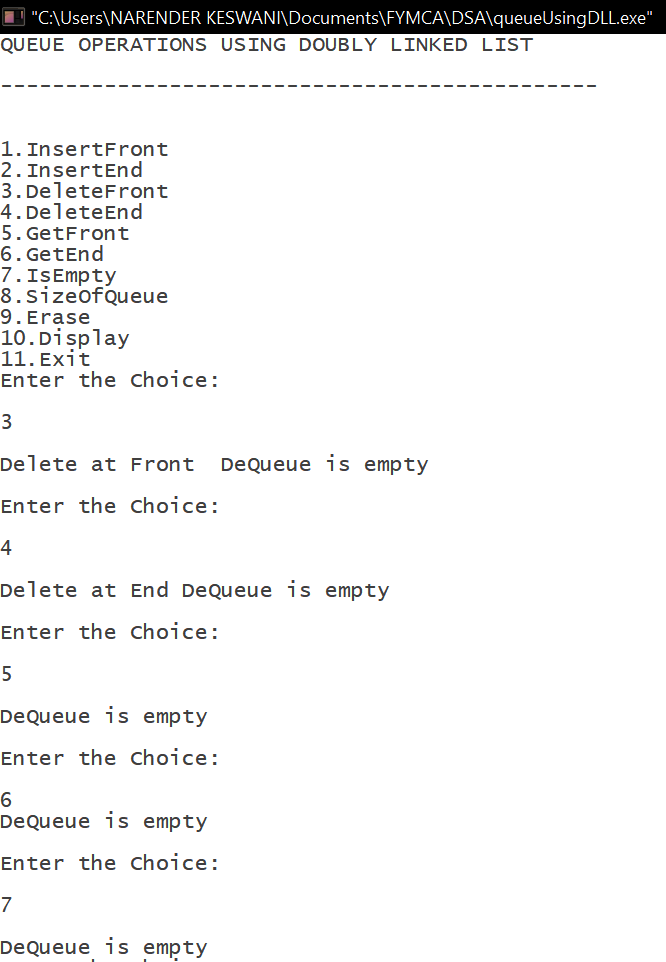 "C:\Users\NARENDER KESWANI\Documents\FYMCA\DSA\queueUsingDLL.exe"
QUEUE OPERATIONS USING DOUBLY LINKED LIST
----------------------------------------------
1.InsertFront
2.InsertEnd
3.DeleteFront
4.DeleteEnd
5.GetFront
6.GetEnd
7.IsEmpty
8.SizeOfQueue
9.Erase
10.Display
11.Exit
Enter the Choice:
3
Delete at Front  DeQueue is empty
Enter the Choice:
4
Delete at End DeQueue is empty
Enter the Choice:
5
DeQueue is empty
Enter the Choice:
6
DeQueue is empty
Enter the Choice:
7
DeQueue is empty